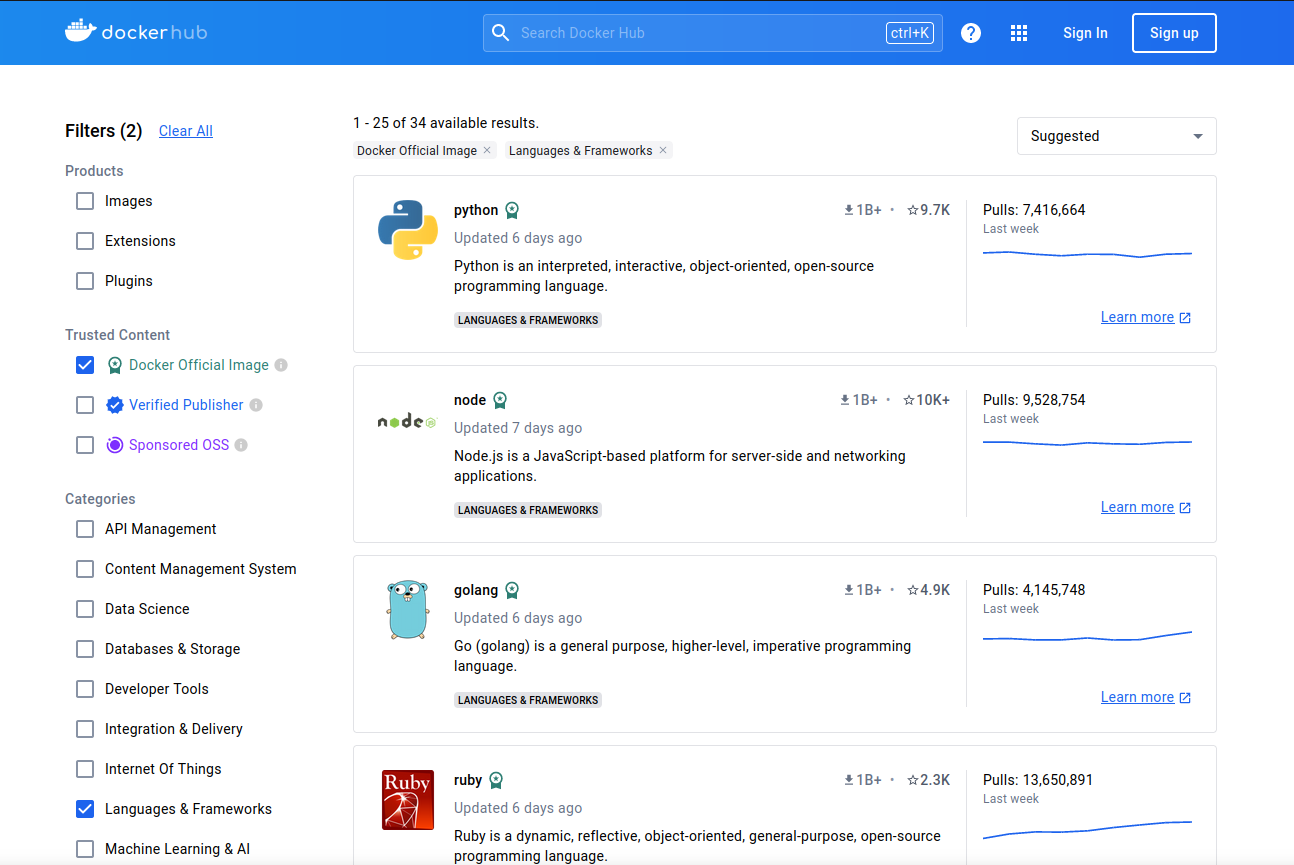 dockerhub
Search Docker Hub
ctrl+K
?
Sign In
Sign up
Filters (2)
Clear All
Products
Images
Extensions
Plugins
Trusted Content
Docker Official Image
Verified Publisher
Sponsored OSS
Categories
API Management
Content Management System
Data Science
Databases & Storage
Developer Tools
Integration & Delivery
Internet Of Things
Languages & Frameworks
Machine Learning & AI
1 - 25 of 34 available results.
Docker Official Image
Languages & Frameworks
Suggested
python
1B+ • 9.7K
Updated 6 days ago
Python is an interpreted, interactive, object-oriented, open-source
programming language.
LANGUAGES & FRAMEWORKS
Pulls: 7,416,664
Last week
Learn more
node
node
1B+ • 10K+
Updated 7 days ago
Node.js is a JavaScript-based platform for server-side and networking
applications.
LANGUAGES & FRAMEWORKS
Pulls: 9,528,754
Last week
Learn more
golang
1B+ • 4.9K
Updated 6 days ago
Go (golang) is a general purpose, higher-level, imperative programming
language.
LANGUAGES & FRAMEWORKS
Pulls: 4,145,748
Last week
Learn more
Ruby
ruby
1B+ • 2.3K
Updated 6 days ago
Ruby is a dynamic, reflective, object-oriented, general-purpose, open-source
programming language.
Pulls: 13,650,891
Last week